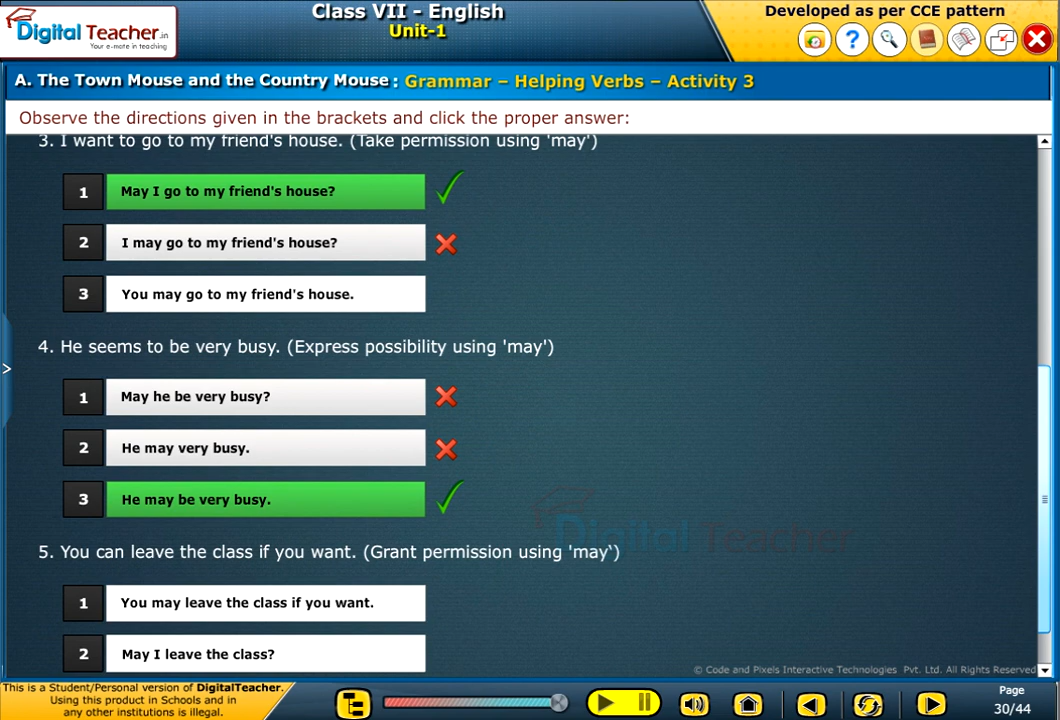 Digital Teacher.in
Your e-mate in teaching
Class VII - English
Unit-1
Developed as per CCE pattern
?
A. The Town Mouse and the Country Mouse : Grammar – Helping Verbs – Activity 3
Observe the directions given in the brackets and click the proper answer:
3. I want to go to my friend's house. (Take permission using 'may')
1 May I go to my friend's house?
2 I may go to my friend's house?
3 You may go to my friend's house.
4. He seems to be very busy. (Express possibility using 'may')
>
1 May he be very busy?
2 He may very busy.
3 He may be very busy.
Digital Teacher
5. You can leave the class if you want. (Grant permission using 'may')
1 You may leave the class if you want.
2 May I leave the class?
© Code and Pixels Interactive Technologies Pvt. Ltd. All Rights Reserved
This is a Student/Personal version of DigitalTeacher.
Using this product in Schools and in
any other institutions is illegal.
Page
30/44